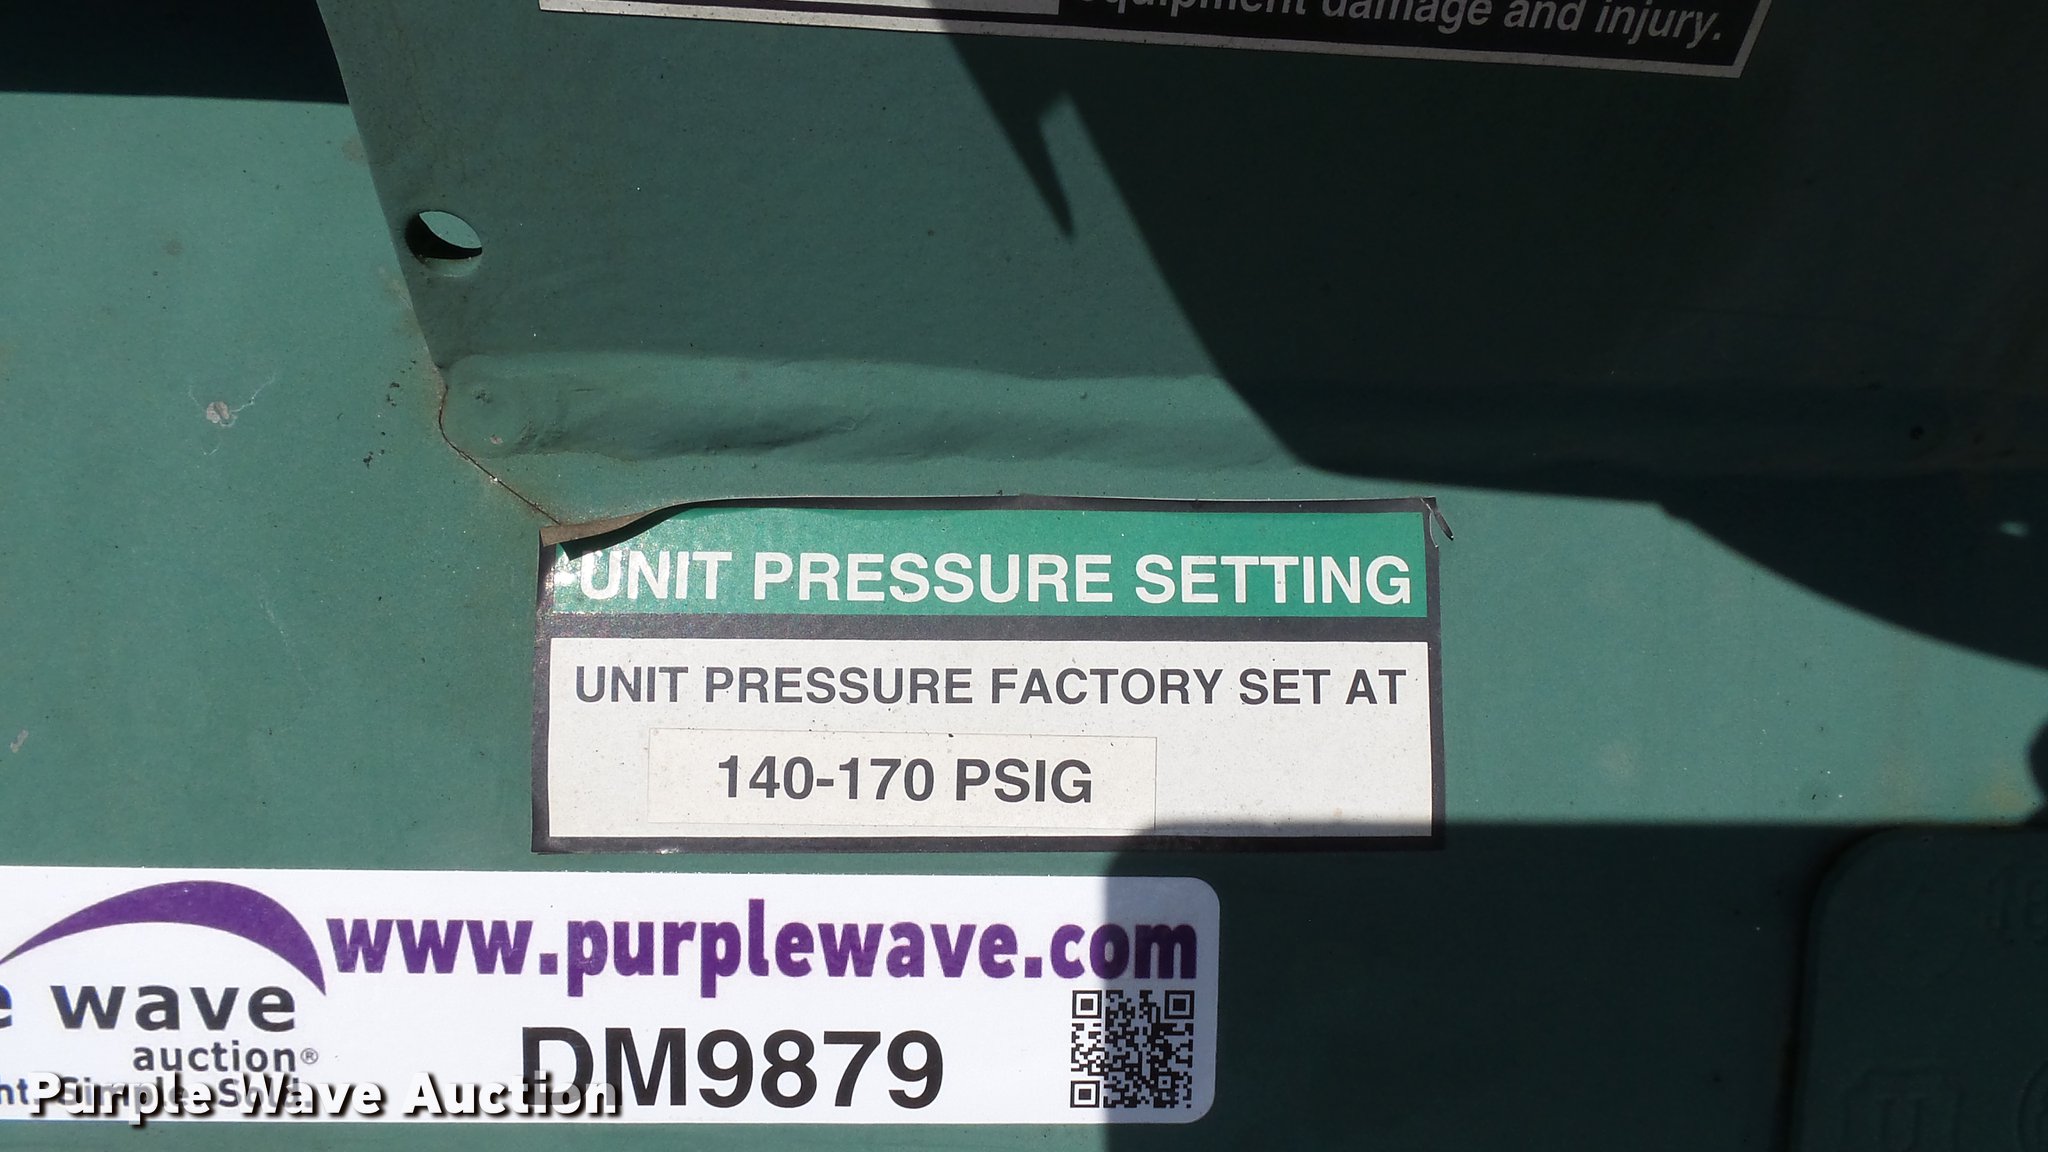 damage and injury.
UNIT PRESSURE SETTING
UNIT PRESSURE FACTORY SET AT
140-170 PSIG
www.purplewave.com
wave
auction®
DM9879
Purple Wave Auction